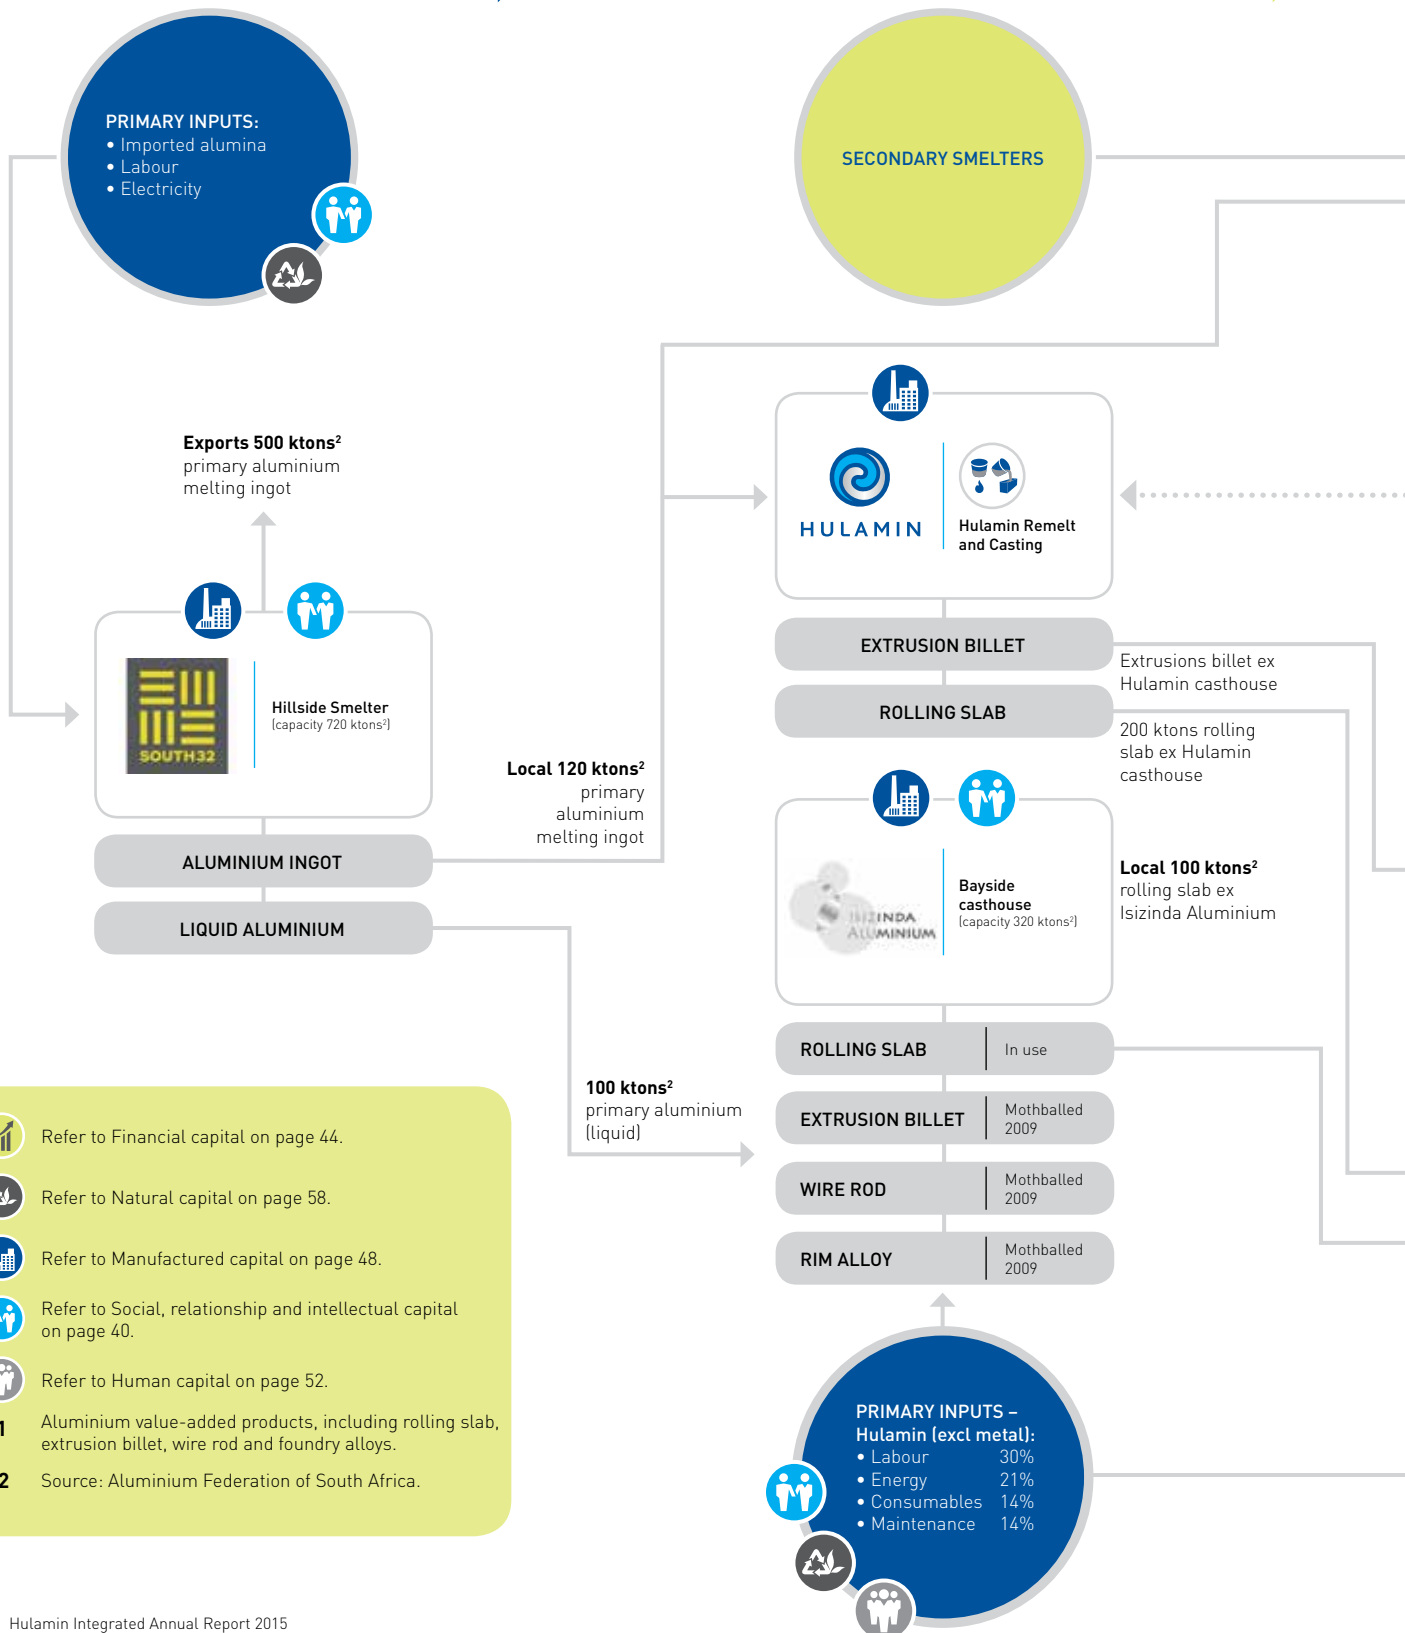 PRIMARY INPUTS:
• Imported alumina
• Labour
• Electricity
SECONDARY SMELTERS
Exports 500 ktons²
primary aluminium
melting ingot
HULAMIN
Hulamin Remelt
and Casting
SOUTH32
Hillside Smelter
(capacity 720 ktons²)
ALUMINIUM INGOT
LIQUID ALUMINIUM
Local 120 ktons²
primary
aluminium
melting ingot
EXTRUSION BILLET
ROLLING SLAB
Extrusions billet ex
Hulamin casthouse
200 ktons rolling
slab ex Hulamin
casthouse
ISIZINDA
ALUMINIUM
Bayside
casthouse
(capacity 320 ktons²)
Local 100 ktons²
rolling slab ex
Isizinda Aluminium
ROLLING SLAB In use
EXTRUSION BILLET Mothballed
2009
WIRE ROD Mothballed
2009
RIM ALLOY Mothballed
2009
100 ktons²
primary aluminium
(liquid)
Refer to Financial capital on page 44.
Refer to Natural capital on page 58.
Refer to Manufactured capital on page 48.
Refer to Social, relationship and intellectual capital
on page 40.
Refer to Human capital on page 52.
1 Aluminium value-added products, including rolling slab,
extrusion billet, wire rod and foundry alloys.
2 Source: Aluminium Federation of South Africa.
PRIMARY INPUTS –
Hulamin (excl metal):
• Labour 30%
• Energy 21%
• Consumables 14%
• Maintenance 14%
Hulamin Integrated Annual Report 2015